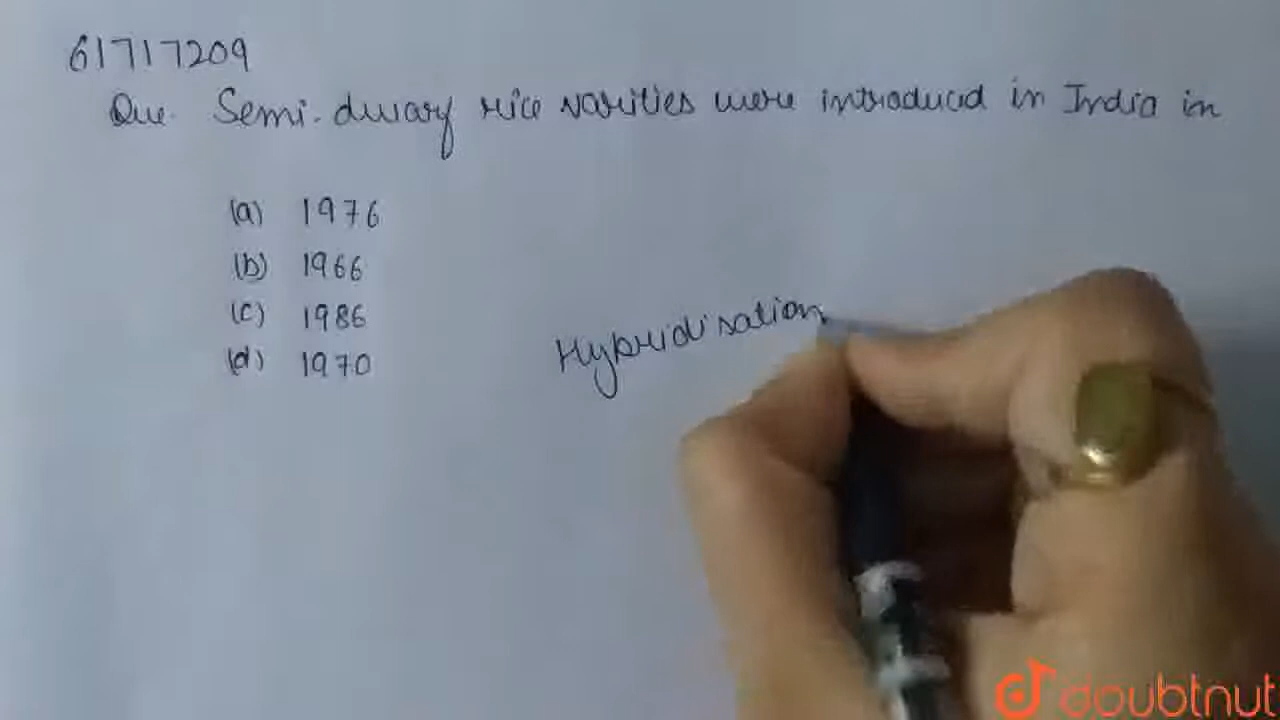 61717209
Que. Semi-dwarf rice varities were introduced in India in
(a) 1976
(b) 1966
(c) 1986
(d) 1970
Hybridisation
doubtnut